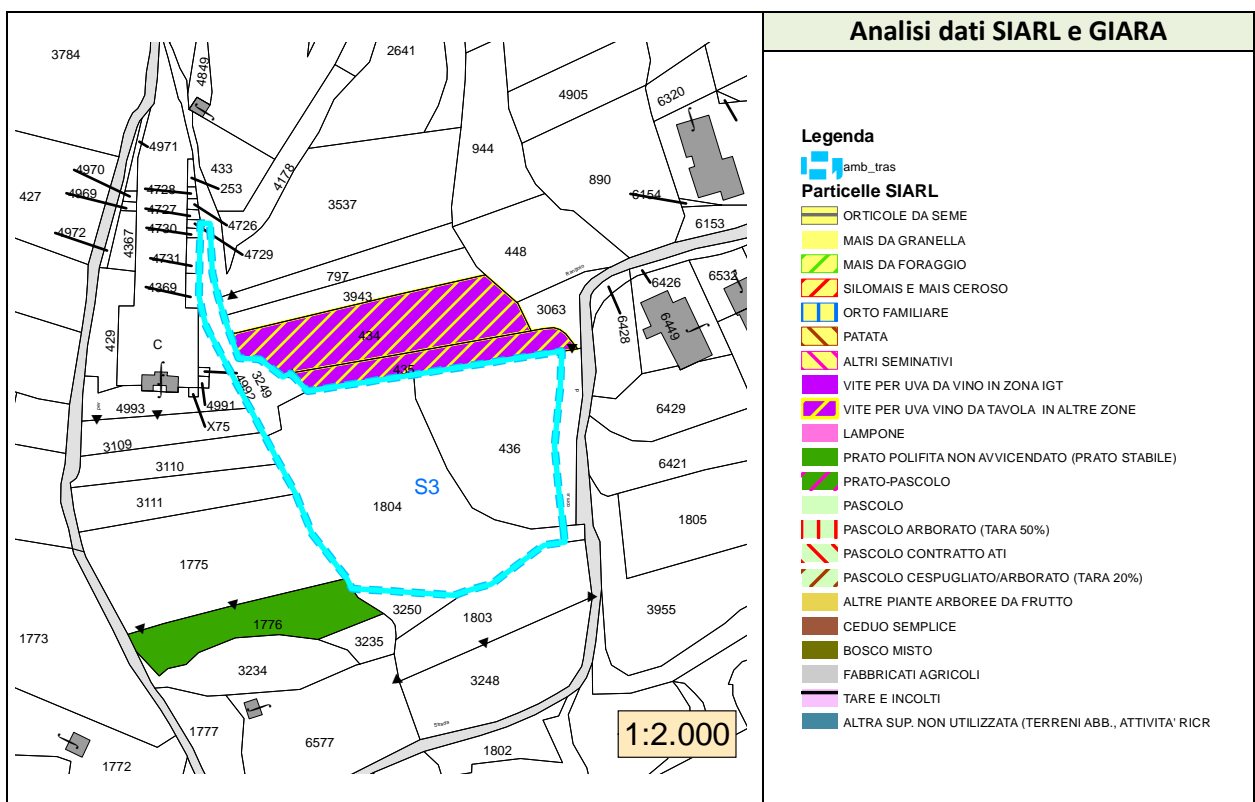 Analisi dati SIARL e GIARA
3784
2641
4849
4905
6320
4971
944
4970
433
4178
890
4728
253
6154
427
4969
3537
4727
4726
6153
4972
4367
4730
4729
448
4731
797
6426
6532
4369
3943
3063
6428
429
434
6449
C
435
4992
3249
4993
4991
X75
6429
3109
436
3110
6421
3111
S3
1804
1805
1775
3250
1803
3955
1776
3235
1773
3234
3248
Strada
1777
6577
1:2.000
1772
1802
Legenda
amb_tras
Particelle SIARL
ORTICOLE DA SEME
MAIS DA GRANELLA
MAIS DA FORAGGIO
SILOMAIS E MAIS CEROSO
ORTO FAMILIARE
PATATA
ALTRI SEMINATIVI
VITE PER UVA DA VINO IN ZONA IGT
VITE PER UVA VINO DA TAVOLA IN ALTRE ZONE
LAMPONE
PRATO POLIFITA NON AVVICENDATO (PRATO STABILE)
PRATO-PASCOLO
PASCOLO
PASCOLO ARBORATO (TARA 50%)
PASCOLO CONTRATTO ATI
PASCOLO CESPUGLIATO/ARBORATO (TARA 20%)
ALTRE PIANTE ARBOREE DA FRUTTO
CEDUO SEMPLICE
BOSCO MISTO
FABBRICATI AGRICOLI
TARE E INCOLTI
ALTRA SUP. NON UTILIZZATA (TERRENI ABB., ATTIVITA' RICR